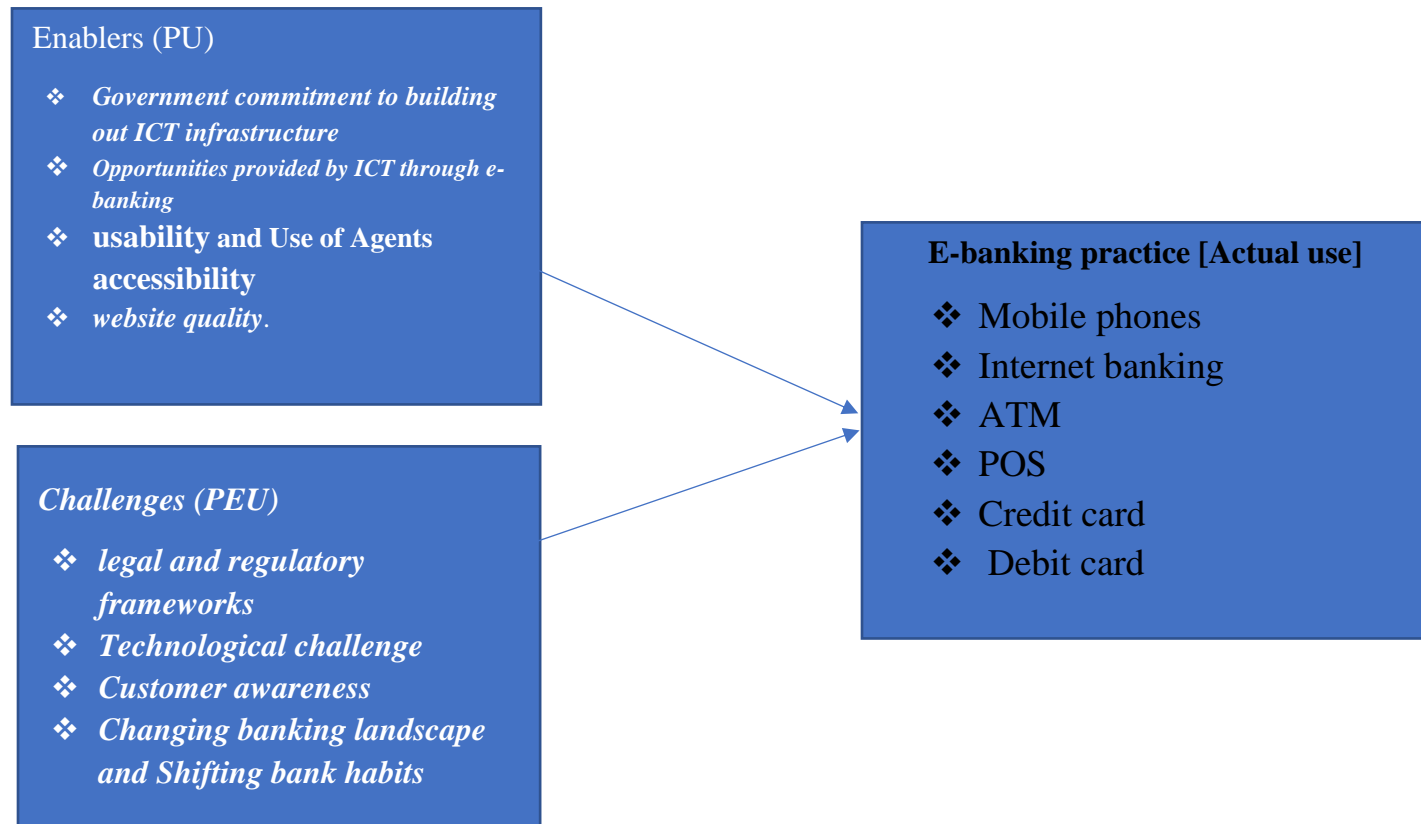 Enablers (PU)
❖ Government commitment to building
out ICT infrastructure
❖ Opportunities provided by ICT through e-
banking
❖ usability and Use of Agents
accessibility
❖ website quality.
Challenges (PEU)
❖ legal and regulatory
frameworks
❖ Technological challenge
❖ Customer awareness
❖ Changing banking landscape
and Shifting bank habits
E-banking practice [Actual use]
❖ Mobile phones
❖ Internet banking
❖ ATM
❖ POS
❖ Credit card
❖ Debit card